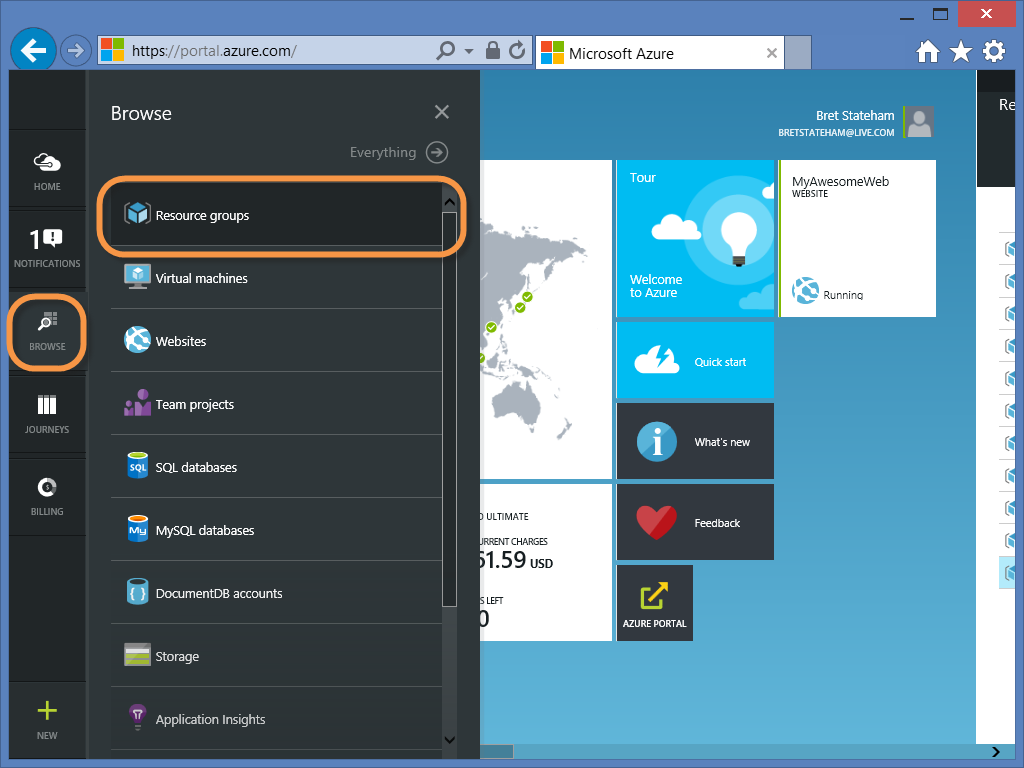 https://portal.azure.com/
Microsoft Azure
Browse
Everything
Resource groups
Virtual machines
Websites
Team projects
SQL
SQL databases
My
MySQL databases
DocumentDB accounts
Storage
Application Insights
HOME
1
NOTIFICATIONS
BROWSE
JOURNEYS
BILLING
NEW
Bret Stateham
BRETSTATEHAM@LIVE.COM
Tour
Welcome
to Azure
MyAwesomeWeb
WEBSITE
Running
Quick start
What's new
Feedback
AZURE PORTAL
ULTIMATE
CHARGES
.59 USD
LEFT
0
Re